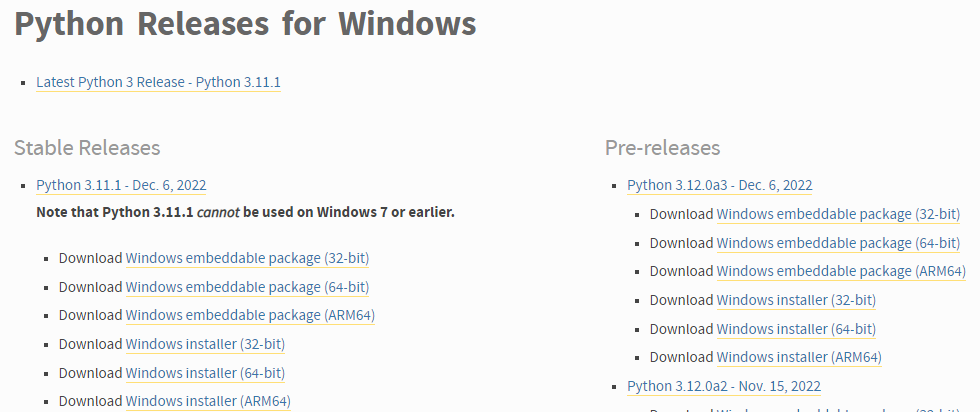 Python Releases for Windows
Latest Python 3 Release - Python 3.11.1
Stable Releases
Python 3.11.1 - Dec. 6, 2022
Note that Python 3.11.1 cannot be used on Windows 7 or earlier.
Download Windows embeddable package (32-bit)
Download Windows embeddable package (64-bit)
Download Windows embeddable package (ARM64)
Download Windows installer (32-bit)
Download Windows installer (64-bit)
Download Windows installer (ARM64)
Pre-releases
Python 3.12.0a3 - Dec. 6, 2022
Download Windows embeddable package (32-bit)
Download Windows embeddable package (64-bit)
Download Windows embeddable package (ARM64)
Download Windows installer (32-bit)
Download Windows installer (64-bit)
Download Windows installer (ARM64)
Python 3.12.0a2 - Nov. 15, 2022